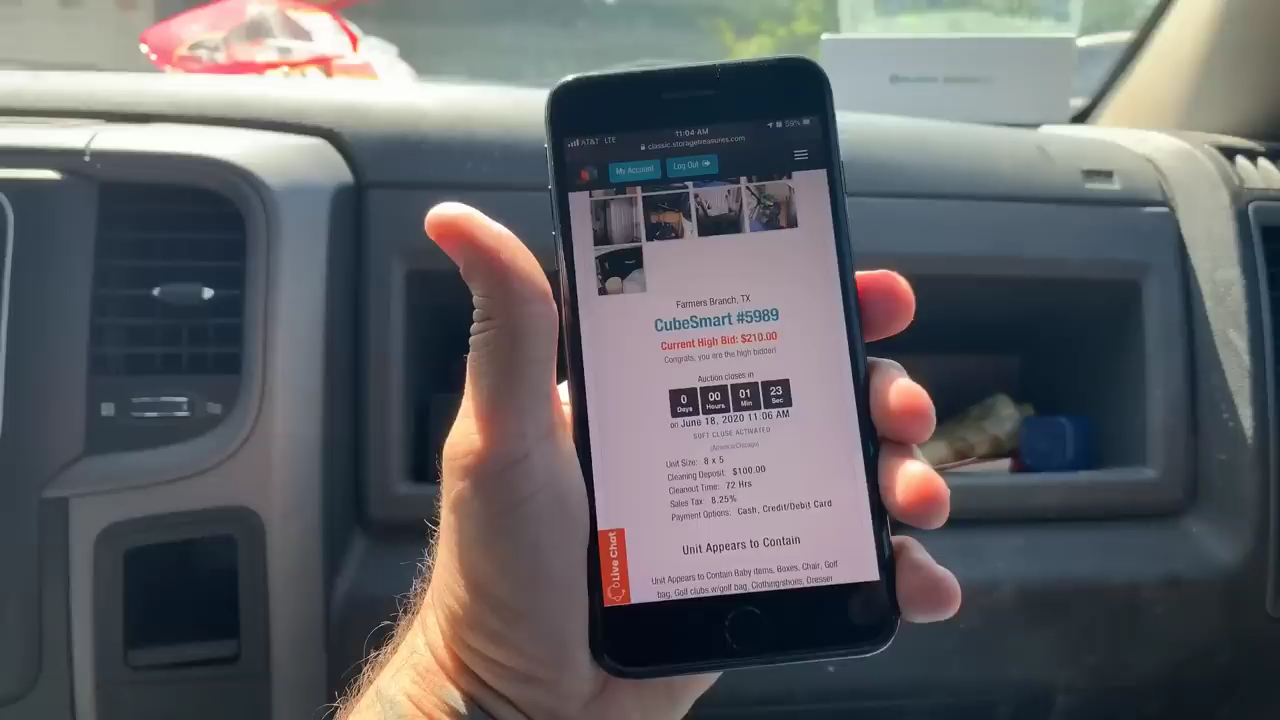 AT&T LTE
11:04 AM
59%
classic.storagetreasures.com
My Account
Log Out
Farmers Branch, TX
CubeSmart #5989
Current High Bid: $210.00
Congrats, you are the high bidder!
Auction closes in
0 00 01 23
Days Hours Min Sec
on June 18, 2020 11:06 AM
SOFT CLOSE ACTIVATED
(America/Chicago)
Unit Size: 8 x 5
Cleaning Deposit: $100.00
Cleanout Time: 72 Hrs
Sales Tax: 8.25%
Payment Options: Cash, Credit/Debit Card
Live Chat
Unit Appears to Contain
Unit Appears to Contain Baby items, Boxes, Chair, Golf
bag, Golf clubs w/golf bag, Clothing/shoes, Dresser